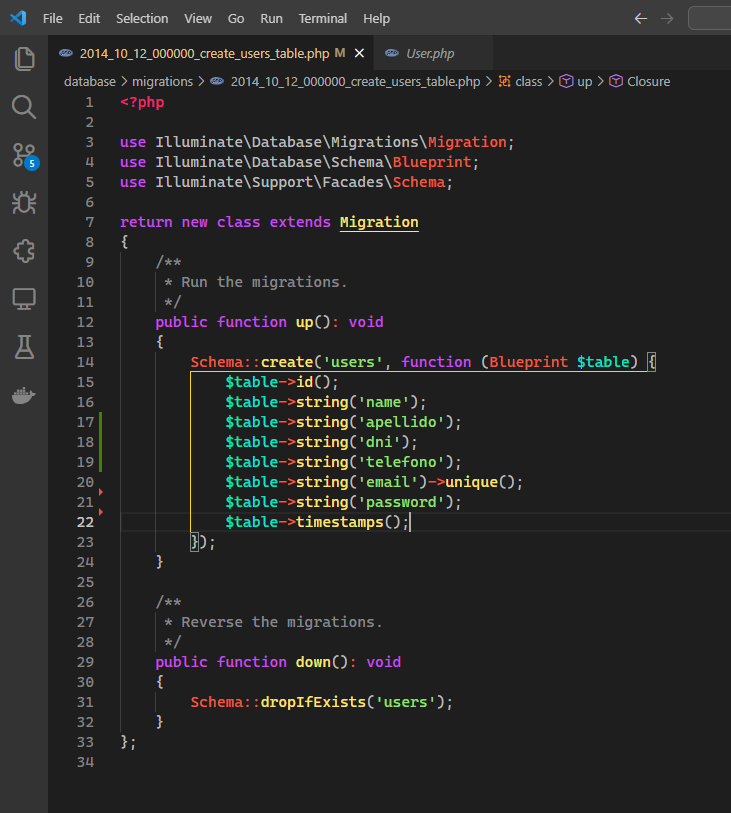 File Edit Selection View Go Run Terminal Help
2014_10_12_000000_create_users_table.php M User.php
database > migrations > 2014_10_12_000000_create_users_table.php > class > up > Closure
5
1 <?php
2
3 use Illuminate\Database\Migrations\Migration;
4 use Illuminate\Database\Schema\Blueprint;
5 use Illuminate\Support\Facades\Schema;
6
7 return new class extends Migration
8 {
9     /**
10      * Run the migrations.
11      */
12     public function up(): void
13     {
14         Schema::create('users', function (Blueprint $table) {
15             $table->id();
16             $table->string('name');
17             $table->string('apellido');
18             $table->string('dni');
19             $table->string('telefono');
20             $table->string('email')->unique();
21             $table->string('password');
22             $table->timestamps();
23         });
24     }
25
26     /**
27      * Reverse the migrations.
28      */
29     public function down(): void
30     {
31         Schema::dropIfExists('users');
32     }
33 };
34